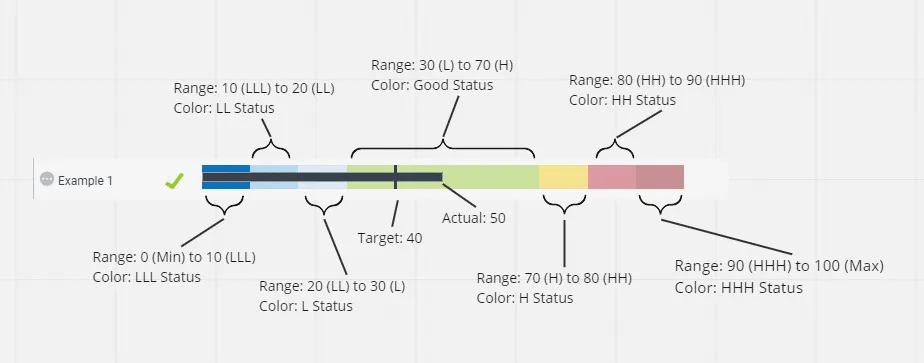 Range: 30 (L) to 70 (H)
Color: Good Status
Range: 10 (LLL) to 20 (LL)
Color: LL Status
Range: 80 (HH) to 90 (HHH)
Color: HH Status
Example 1
Actual: 50
Target: 40
Range: 0 (Min) to 10 (LLL)
Color: LLL Status
Range: 20 (LL) to 30 (L)
Color: L Status
Range: 70 (H) to 80 (HH)
Color: H Status
Range: 90 (HHH) to 100 (Max)
Color: HHH Status